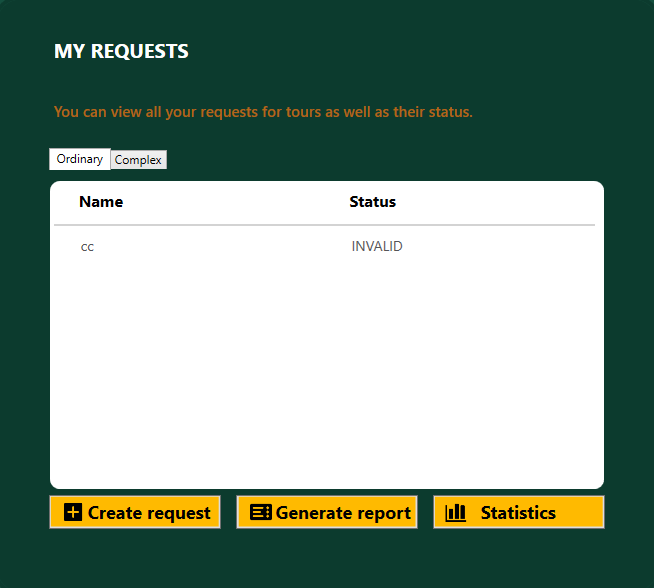 MY REQUESTS
You can view all your requests for tours as well as their status.
Ordinary Complex
Name Status
cc INVALID
Create request Generate report Statistics